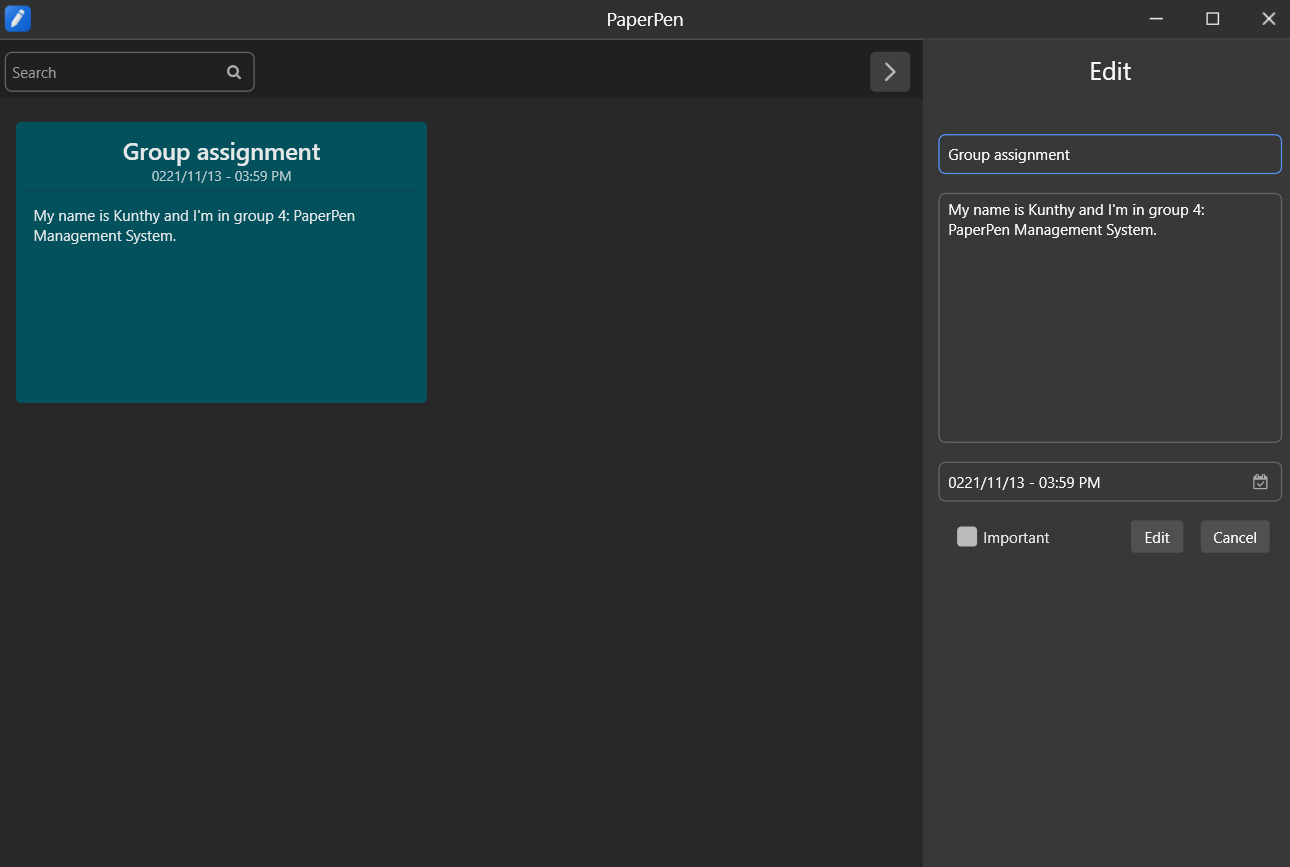 PaperPen
Search
Edit
Group assignment
0221/11/13 - 03:59 PM
My name is Kunthy and I'm in group 4: PaperPen
Management System.
Group assignment
My name is Kunthy and I'm in group 4:
PaperPen Management System.
0221/11/13 - 03:59 PM
Important
Edit
Cancel